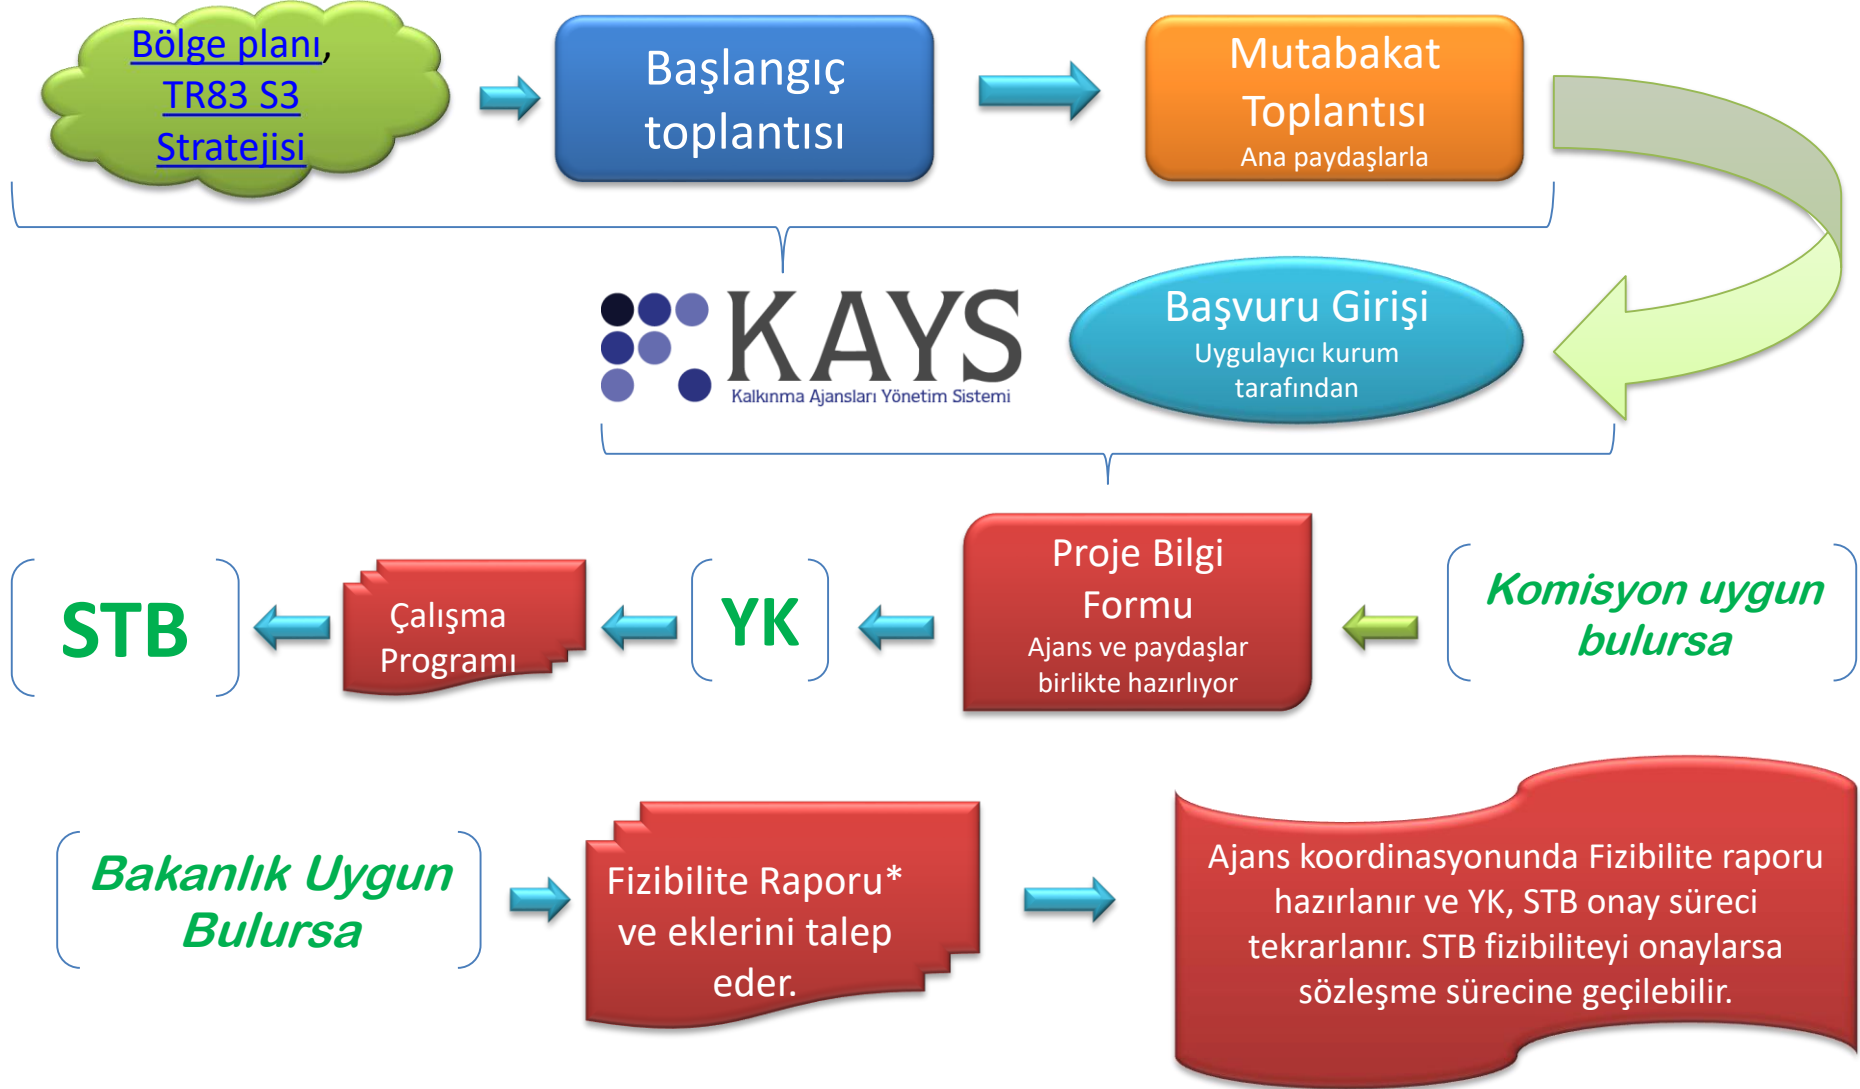 Bölge planı,
TR83 S3
Stratejisi
Başlangıç
toplantısı
Mutabakat
Toplantısı
Ana paydaşlarla
KAYS
Kalkınma Ajansları Yönetim Sistemi
Başvuru Girişi
Uygulayıcı kurum
tarafından
Komisyon uygun
bulursa
Proje Bilgi
Formu
Ajans ve paydaşlar
birlikte hazırlıyor
YK
Çalışma
Programı
STB
Bakanlık Uygun
Bulursa
Fizibilite Raporu*
ve eklerini talep
eder.
Ajans koordinasyonunda Fizibilite raporu
hazırlanır ve YK, STB onay süreci
tekrarlanır. STB fizibiliteyi onaylarsa
sözleşme sürecine geçilebilir.